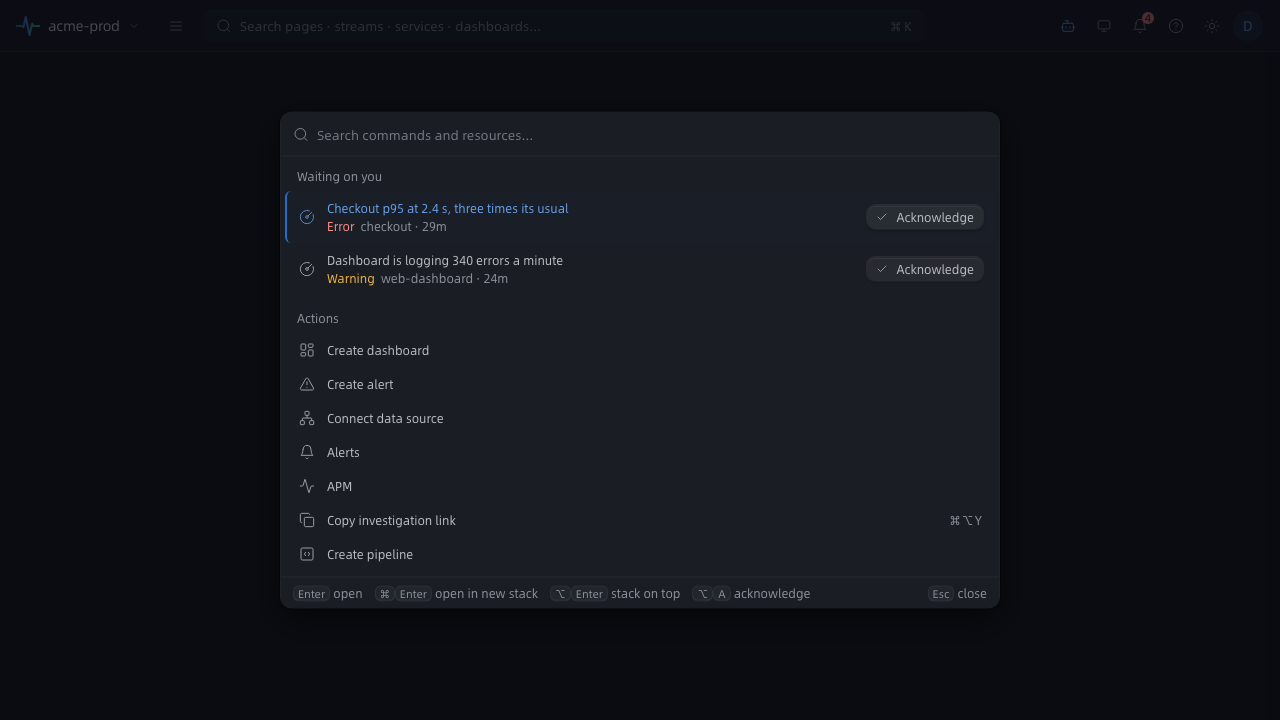 acme-prod
Search pages · streams · services · dashboards...
⌘ K
4
D
Search commands and resources...
Waiting on you
Checkout p95 at 2.4 s, three times its usual
Error checkout · 29m
Acknowledge
Dashboard is logging 340 errors a minute
Warning web-dashboard · 24m
Acknowledge
Actions
Create dashboard
Create alert
Connect data source
Alerts
APM
Copy investigation link
⌘⌥Y
Create pipeline
Enter open ⌘ Enter open in new stack ⌥ Enter stack on top ⌥ A acknowledge Esc close